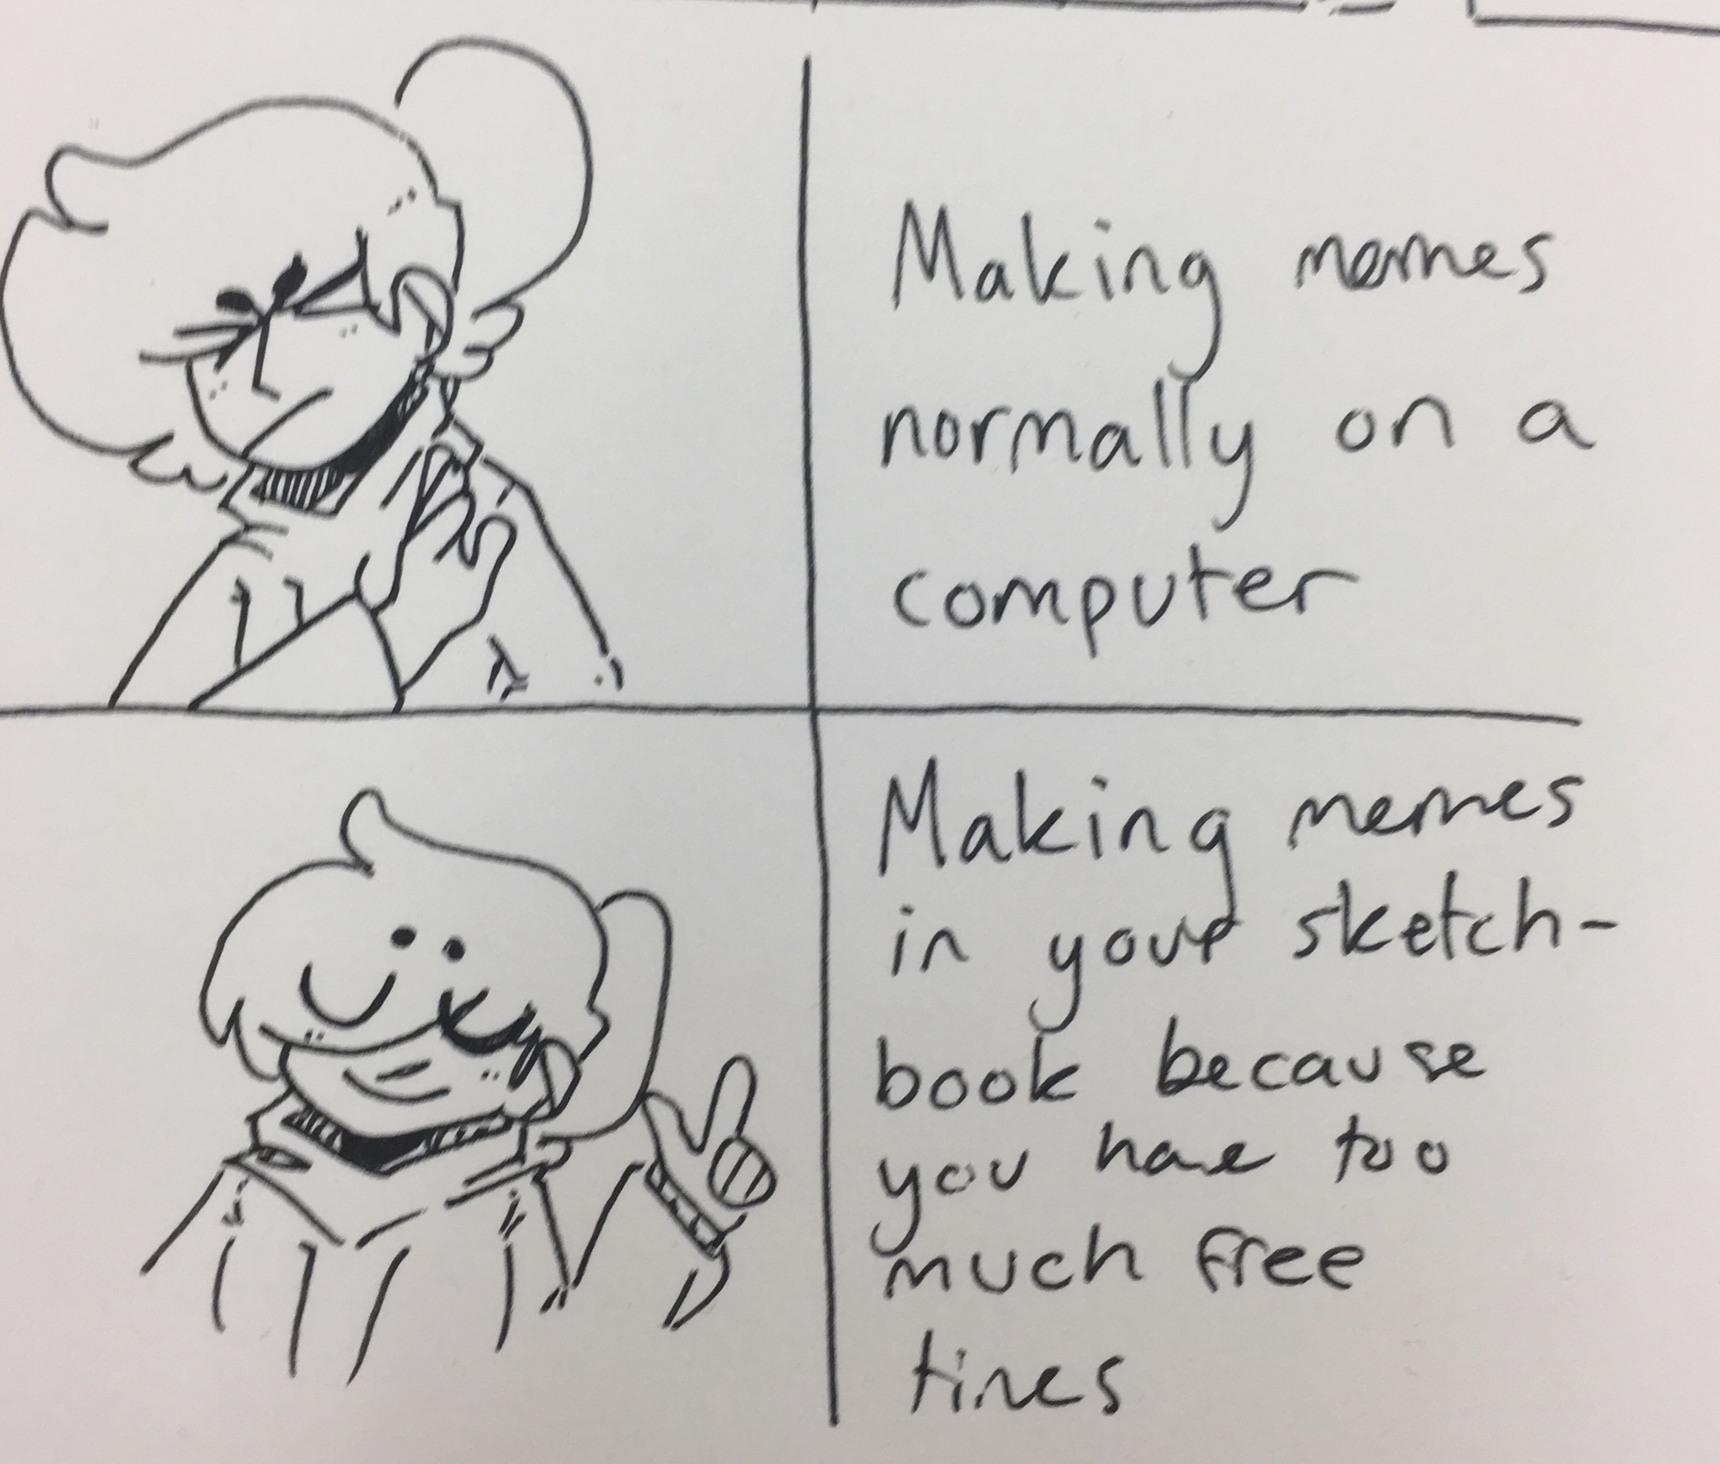 Making memes
normally on a
computer
Making memes
in your sketch-
book because
you have too
much free
times